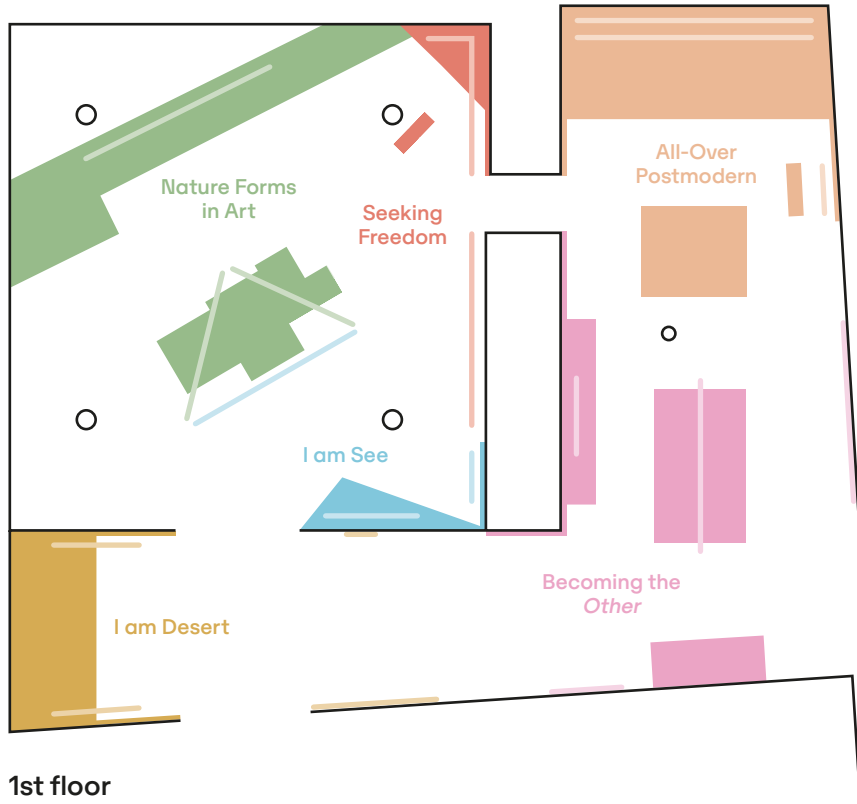 All-Over
Postmodern
Nature Forms
in Art
Seeking
Freedom
I am See
Becoming the
Other
I am Desert
1st floor